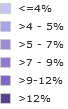 <=4%
>4 - 5%
>5 - 7%
>7 - 9%
>9-12%
>12%